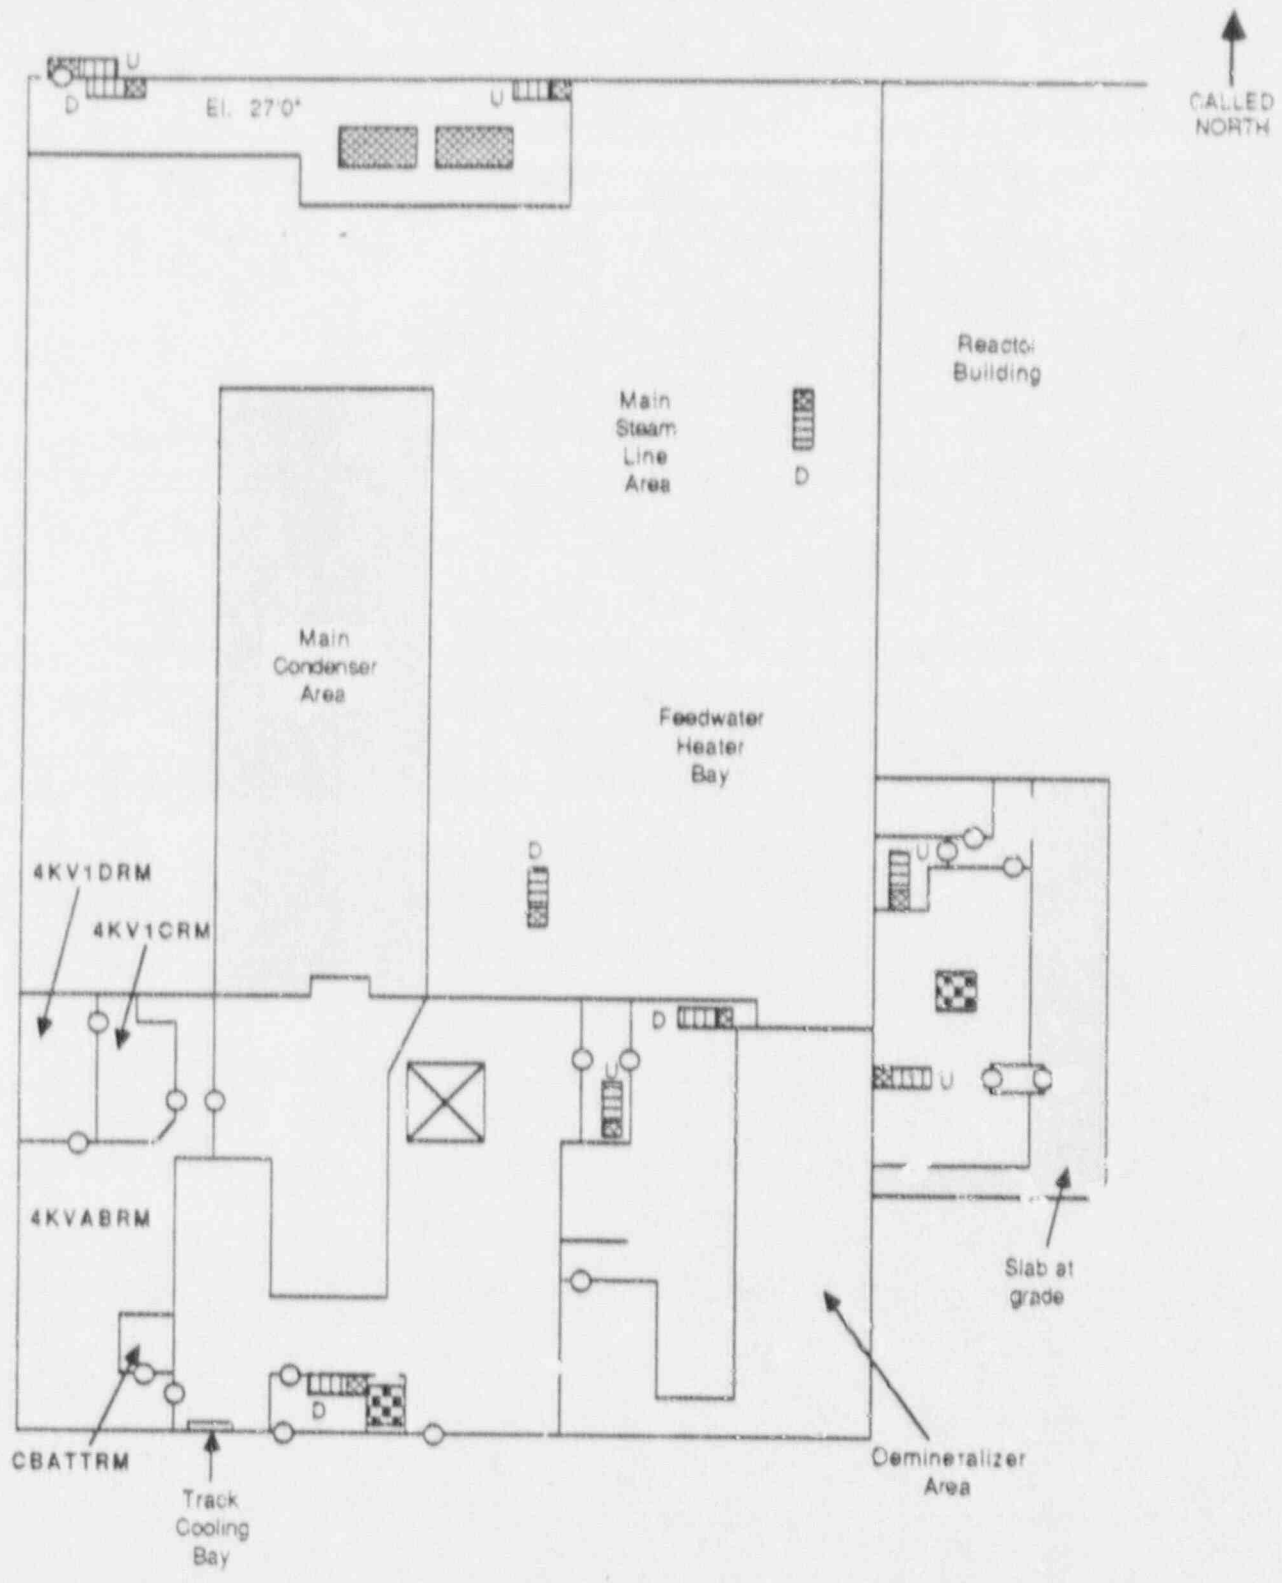 U
D
El. 27'0"
U
CALLED
NORTH
Reactor
Building
Main
Steam
Line
Area
D
Main
Condenser
Area
Feedwater
Heater
Bay
D
U
4KV1DRM
4KV1CRM
D
U
U
4KVABRM
Slab at
grade
D
CBATTRM
Demineralizer
Area
Track
Cooling
Bay